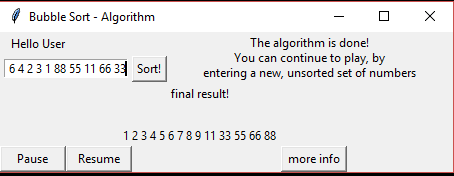 Bubble Sort - Algorithm
Hello User
The algorithm is done!
You can continue to play, by
entering a new, unsorted set of numbers
6 4 2 3 1 88 55 11 66 33
Sort!
final result!
1 2 3 4 5 6 7 8 9 11 33 55 66 88
Pause
Resume
more info